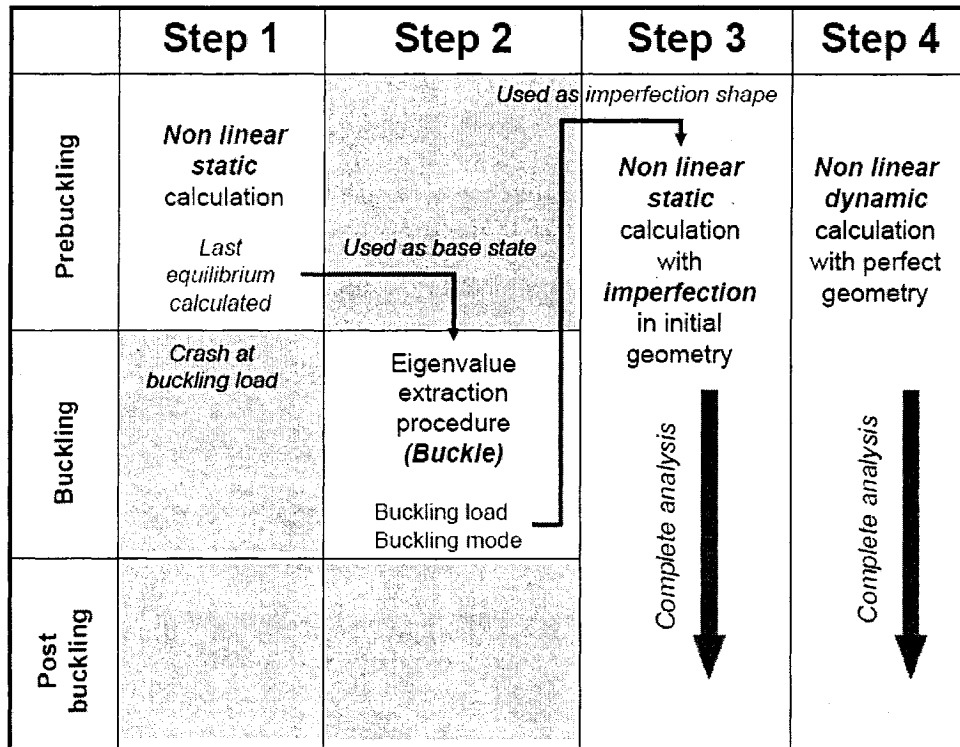 Step 1
Step 2
Step 3
Step 4
Prebuckling
Non linear
static
calculation
Last
equilibrium
calculated
Used as base state
Used as imperfection shape
Non linear
static
calculation
with
imperfection
in initial
geometry
Non linear
dynamic
calculation
with perfect
geometry
Buckling
Crash at
buckling load
Eigenvalue
extraction
procedure
(Buckle)
Buckling load
Buckling mode
Complete analysis
Complete analysis
Post
buckling